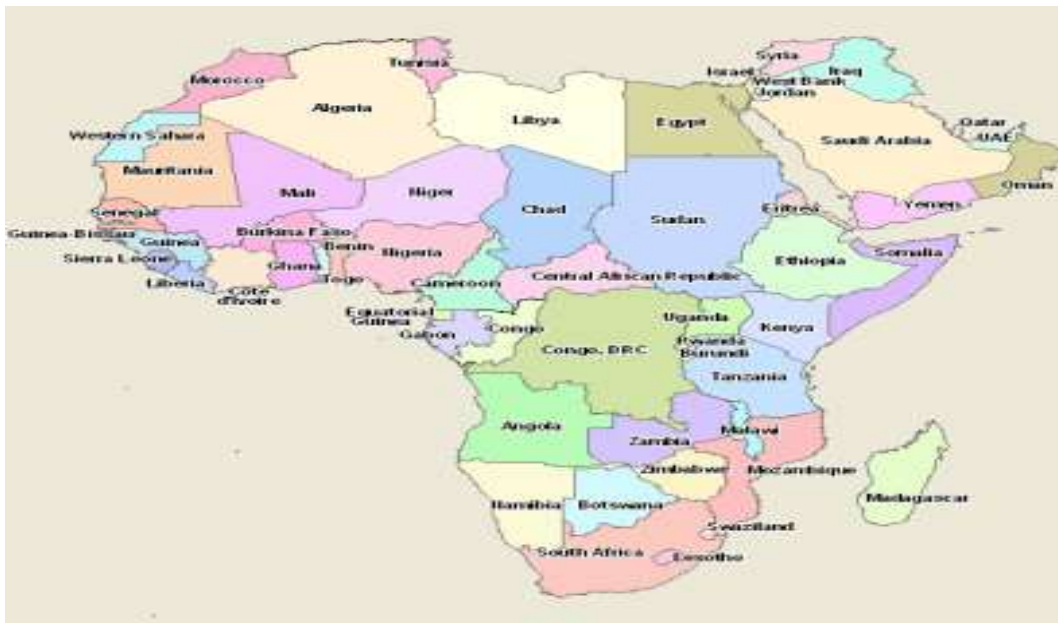 Syria
Iraq
Israel
West Bank
Jordan
Tunisia
Morocco
Algeria
Libya
Egypt
Qatar
UAE
Saudi Arabia
Western Sahara
Oman
Mauritania
Mali
Niger
Chad
Sudan
Eritrea
Yemen
Senegal
Guinea-Bissau
Guinea
Burkina Faso
Benin
Nigeria
Somalia
Sierra Leone
Ghana
Togo
Cameroon
Central African Republic
Ethiopia
Liberia
Cote
d'Ivoire
Equatorial
Guinea
Gabon
Congo
Uganda
Kenya
Rwanda
Burundi
Congo, DRC
Tanzania
Angola
Zambia
Malawi
Zimbabwe
Mozambique
Madagascar
Namibia
Botswana
Swaziland
South Africa
Lesotho